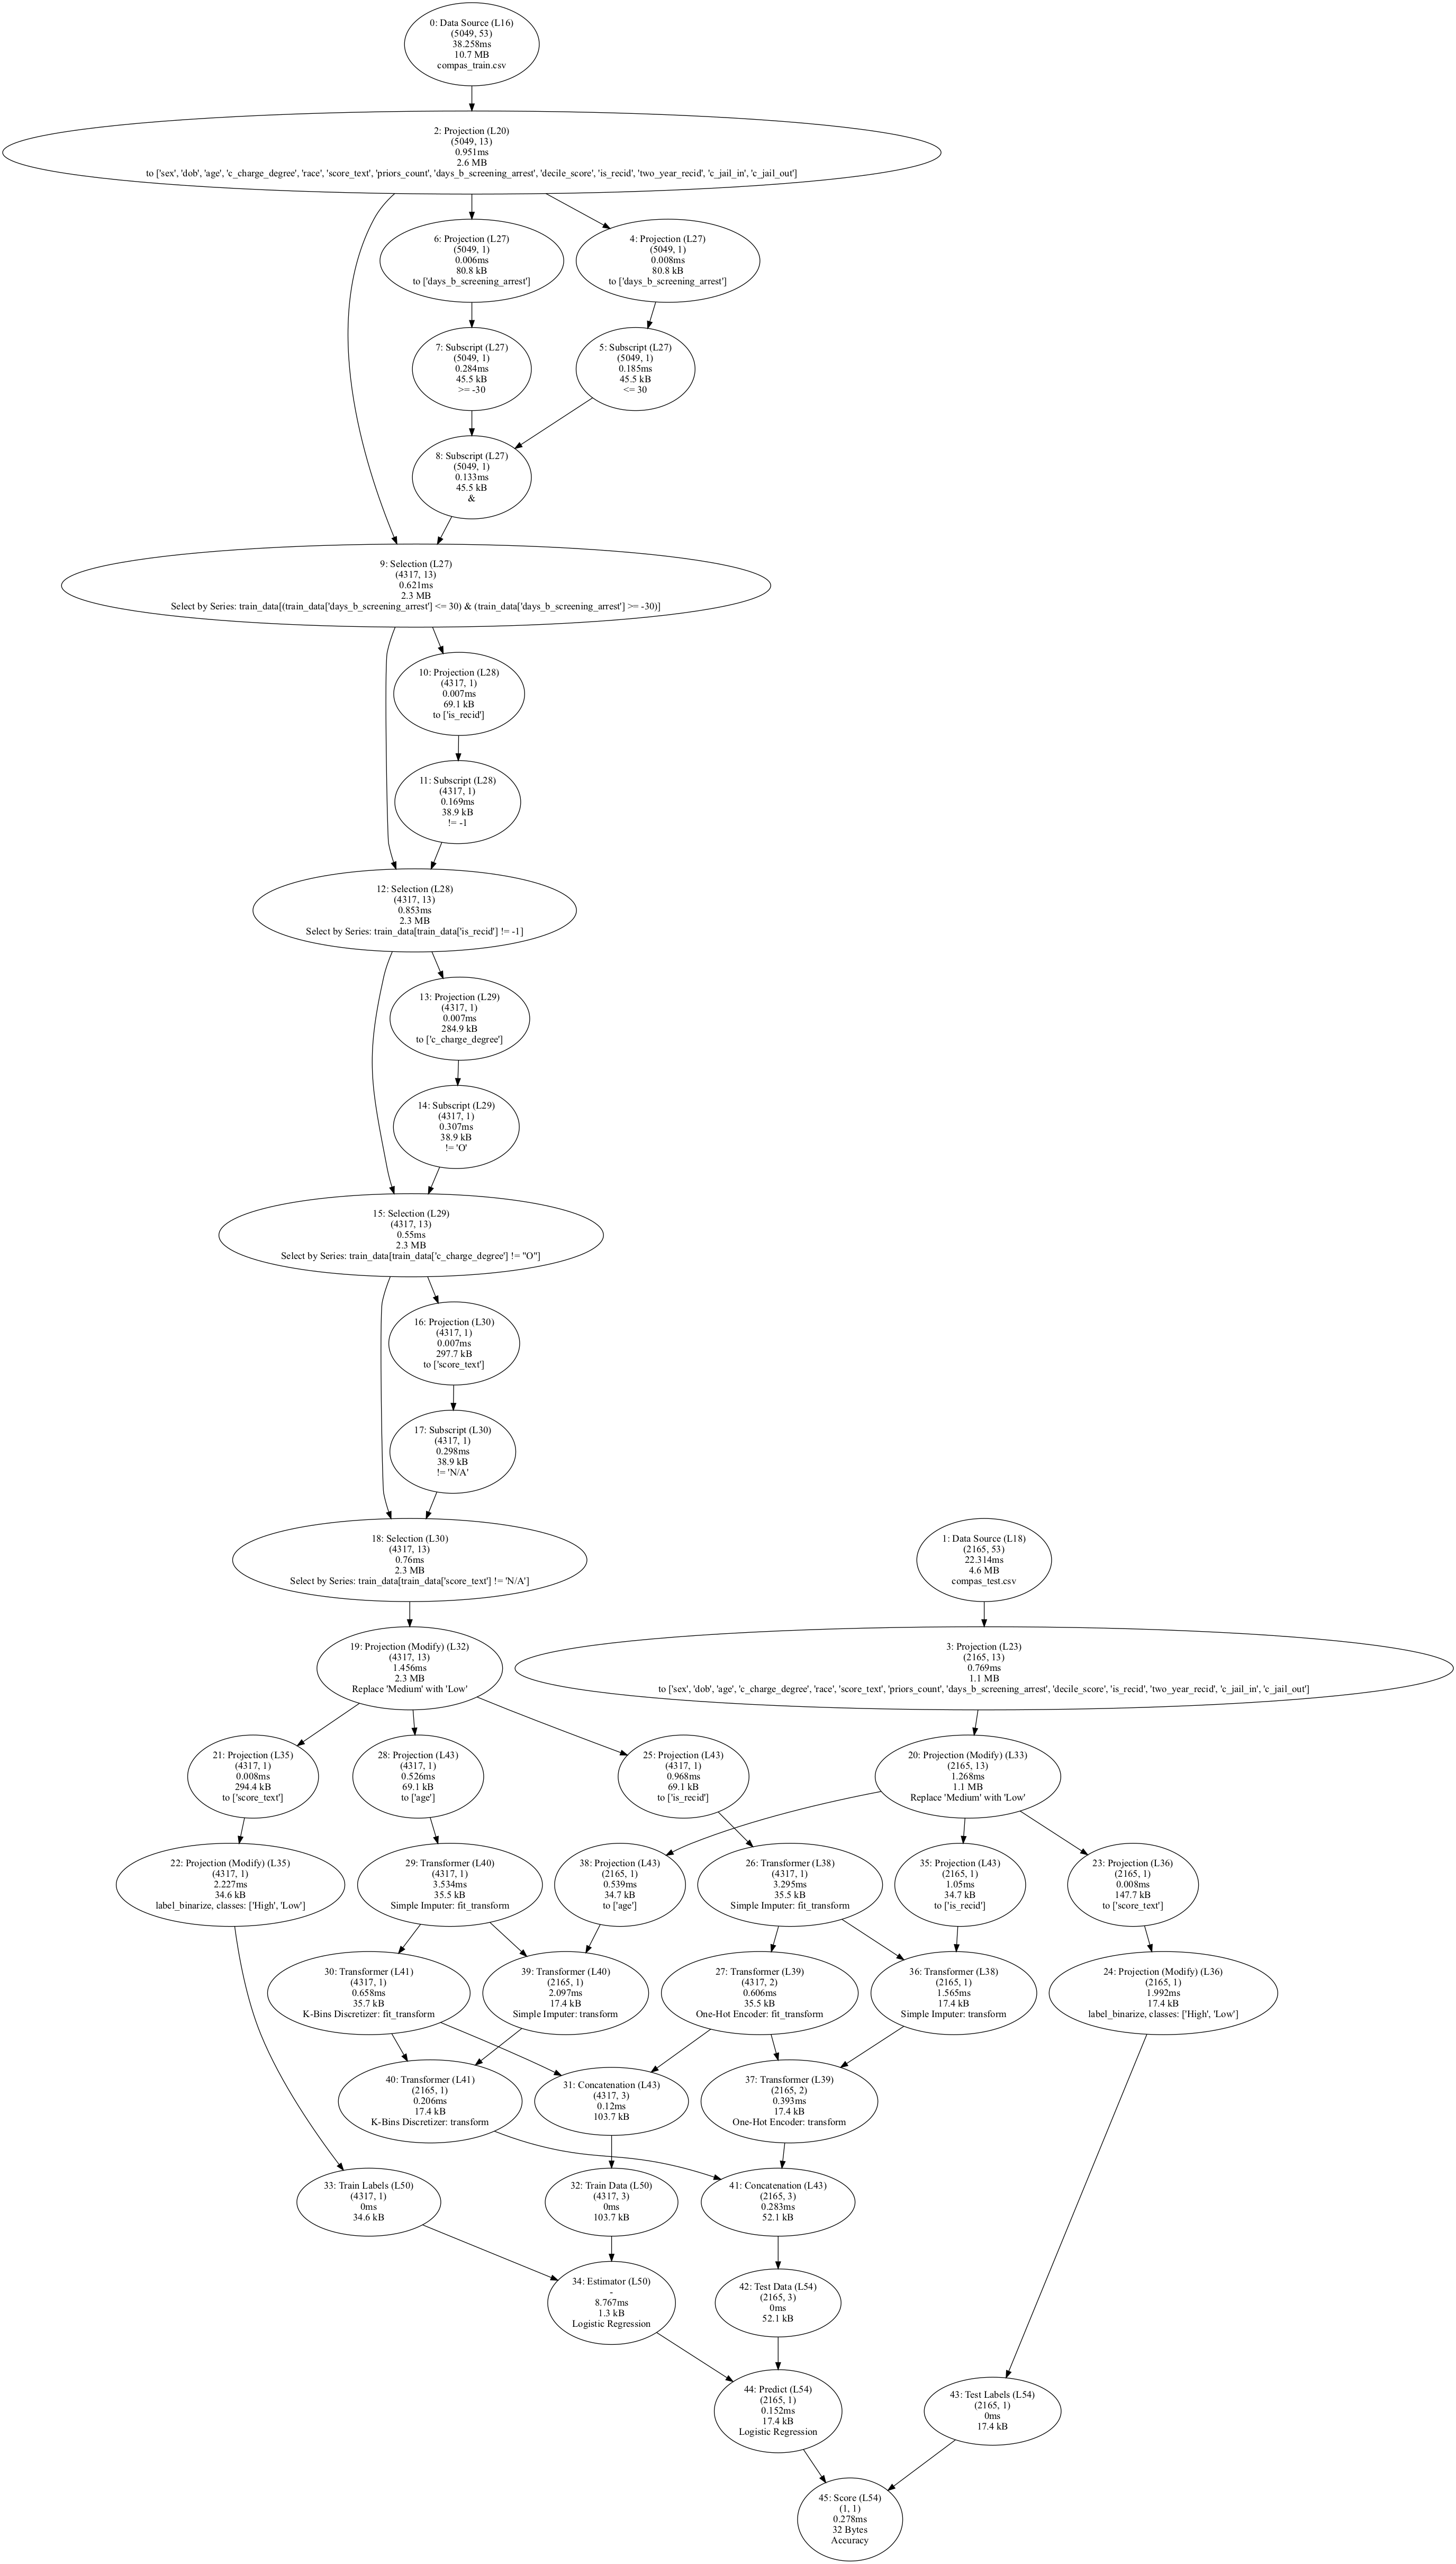 0: Data Source (L16)
(5049, 53)
38.258ms
10.7 MB
compas_train.csv
2: Projection (L20)
(5049, 13)
0.951ms
2.6 MB
to ['sex', 'dob', 'age', 'c_charge_degree', 'race', 'score_text', 'priors_count', 'days_b_screening_arrest', 'decile_score', 'is_recid', 'two_year_recid', 'c_jail_in', 'c_jail_out']
6: Projection (L27)
(5049, 1)
0.006ms
80.8 kB
to ['days_b_screening_arrest']
4: Projection (L27)
(5049, 1)
0.008ms
80.8 kB
to ['days_b_screening_arrest']
7: Subscript (L27)
(5049, 1)
0.284ms
45.5 kB
>= -30
5: Subscript (L27)
(5049, 1)
0.185ms
45.5 kB
<= 30
8: Subscript (L27)
(5049, 1)
0.133ms
45.5 kB
&
9: Selection (L27)
(4317, 13)
0.621ms
2.3 MB
Select by Series: train_data[(train_data['days_b_screening_arrest'] <= 30) & (train_data['days_b_screening_arrest'] >= -30)]
10: Projection (L28)
(4317, 1)
0.007ms
69.1 kB
to ['is_recid']
11: Subscript (L28)
(4317, 1)
0.169ms
38.9 kB
!= -1
12: Selection (L28)
(4317, 13)
0.853ms
2.3 MB
Select by Series: train_data[train_data['is_recid'] != -1]
13: Projection (L29)
(4317, 1)
0.007ms
284.9 kB
to ['c_charge_degree']
14: Subscript (L29)
(4317, 1)
0.307ms
38.9 kB
!= 'O'
15: Selection (L29)
(4317, 13)
0.55ms
2.3 MB
Select by Series: train_data[train_data['c_charge_degree'] != "O"]
16: Projection (L30)
(4317, 1)
0.007ms
297.7 kB
to ['score_text']
17: Subscript (L30)
(4317, 1)
0.298ms
38.9 kB
!= 'N/A'
18: Selection (L30)
(4317, 13)
0.76ms
2.3 MB
Select by Series: train_data[train_data['score_text'] != 'N/A']
1: Data Source (L18)
(2165, 53)
22.314ms
4.6 MB
compas_test.csv
19: Projection (Modify) (L32)
(4317, 13)
1.456ms
2.3 MB
Replace 'Medium' with 'Low'
3: Projection (L23)
(2165, 13)
0.769ms
1.1 MB
to ['sex', 'dob', 'age', 'c_charge_degree', 'race', 'score_text', 'priors_count', 'days_b_screening_arrest', 'decile_score', 'is_recid', 'two_year_recid', 'c_jail_in', 'c_jail_out']
21: Projection (L35)
(4317, 1)
0.008ms
294.4 kB
to ['score_text']
28: Projection (L43)
(4317, 1)
0.526ms
69.1 kB
to ['age']
25: Projection (L43)
(4317, 1)
0.968ms
69.1 kB
to ['is_recid']
20: Projection (Modify) (L33)
(2165, 13)
1.268ms
1.1 MB
Replace 'Medium' with 'Low'
22: Projection (Modify) (L35)
(4317, 1)
2.227ms
34.6 kB
label_binarize, classes: ['High', 'Low']
29: Transformer (L40)
(4317, 1)
3.534ms
35.5 kB
Simple Imputer: fit_transform
38: Projection (L43)
(2165, 1)
0.539ms
34.7 kB
to ['age']
26: Transformer (L38)
(4317, 1)
3.295ms
35.5 kB
Simple Imputer: fit_transform
35: Projection (L43)
(2165, 1)
1.05ms
34.7 kB
to ['is_recid']
23: Projection (L36)
(2165, 1)
0.008ms
147.7 kB
to ['score_text']
30: Transformer (L41)
(4317, 1)
0.658ms
35.7 kB
K-Bins Discretizer: fit_transform
39: Transformer (L40)
(2165, 1)
2.097ms
17.4 kB
Simple Imputer: transform
27: Transformer (L39)
(4317, 2)
0.606ms
35.5 kB
One-Hot Encoder: fit_transform
36: Transformer (L38)
(2165, 1)
1.565ms
17.4 kB
Simple Imputer: transform
24: Projection (Modify) (L36)
(2165, 1)
1.992ms
17.4 kB
label_binarize, classes: ['High', 'Low']
40: Transformer (L41)
(2165, 1)
0.206ms
17.4 kB
K-Bins Discretizer: transform
31: Concatenation (L43)
(4317, 3)
0.12ms
103.7 kB
37: Transformer (L39)
(2165, 2)
0.393ms
17.4 kB
One-Hot Encoder: transform
33: Train Labels (L50)
(4317, 1)
0ms
34.6 kB
32: Train Data (L50)
(4317, 3)
0ms
103.7 kB
41: Concatenation (L43)
(2165, 3)
0.283ms
52.1 kB
34: Estimator (L50)
-
8.767ms
1.3 kB
Logistic Regression
42: Test Data (L54)
(2165, 3)
0ms
52.1 kB
44: Predict (L54)
(2165, 1)
0.152ms
17.4 kB
Logistic Regression
43: Test Labels (L54)
(2165, 1)
0ms
17.4 kB
45: Score (L54)
(1, 1)
0.278ms
32 Bytes
Accuracy